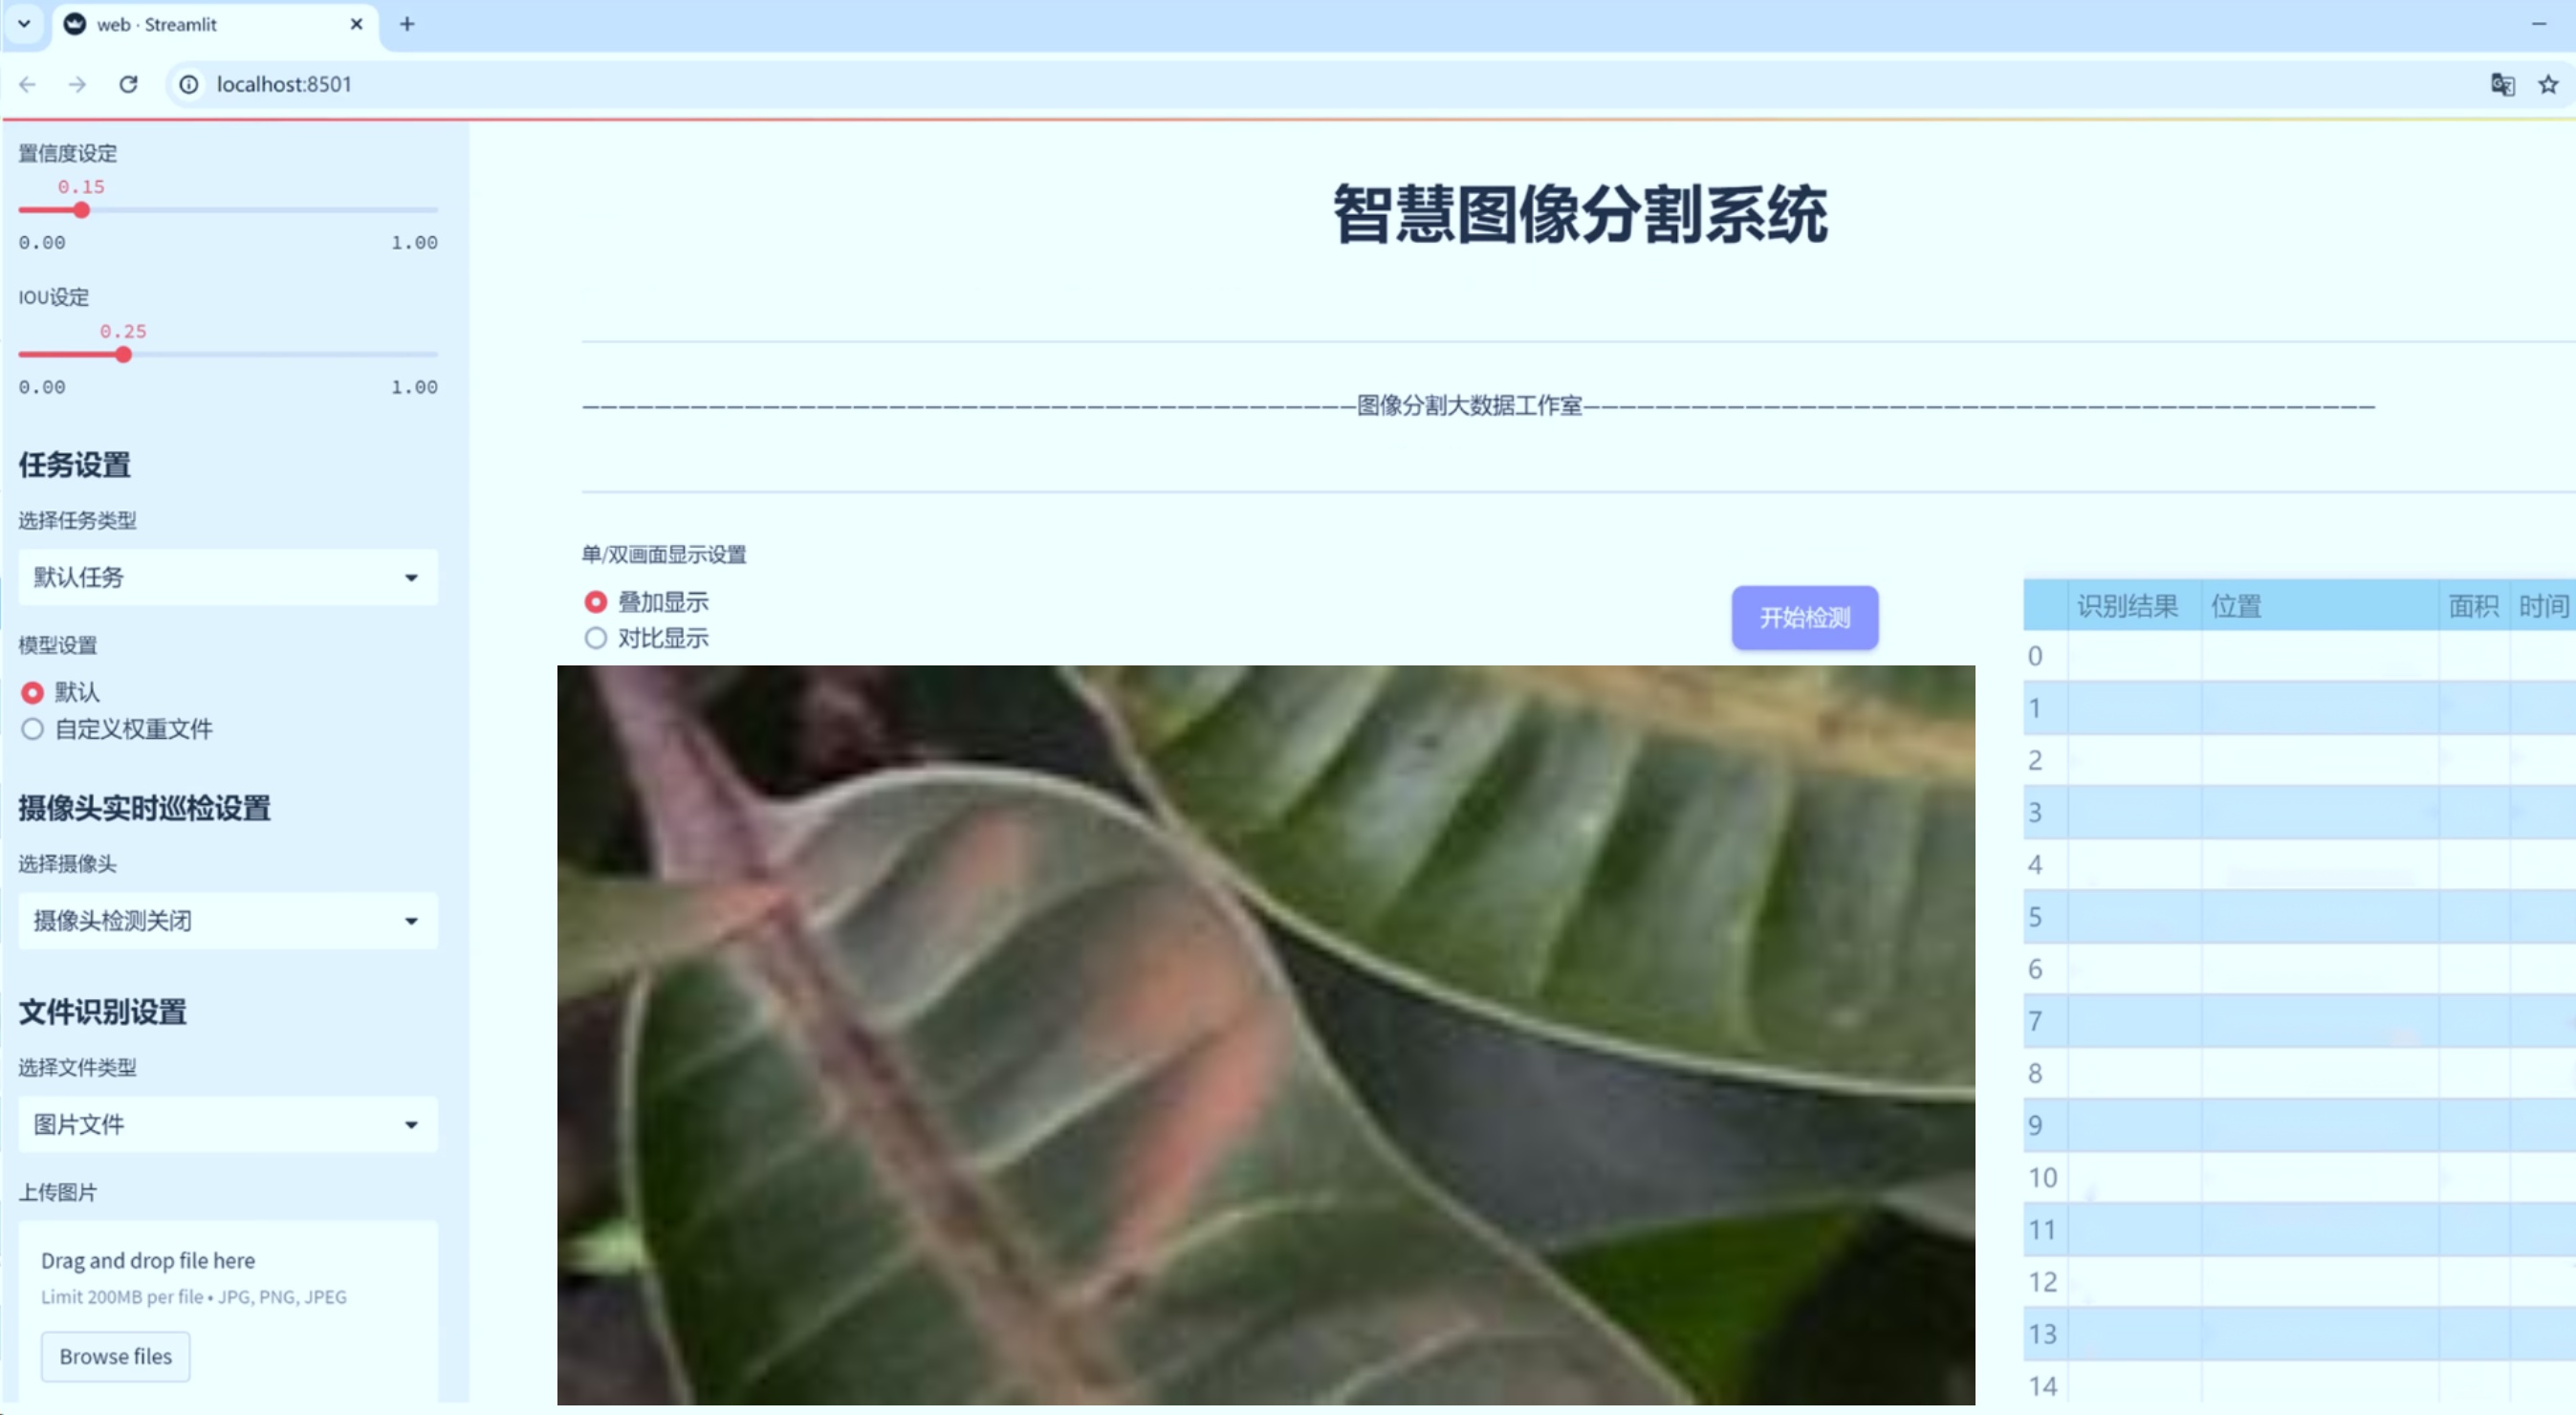 web · Streamlit
localhost:8501
置信度设定
0.15
0.00 1.00
IOU设定
0.25
0.00 1.00
任务设置
选择任务类型
默认任务
模型设置
默认
自定义权重文件
摄像头实时巡检设置
选择摄像头
摄像头检测关闭
文件识别设置
选择文件类型
图片文件
上传图片
Drag and drop file here
Limit 200MB per file • JPG, PNG, JPEG
Browse files
智慧图像分割系统
———————————————————————————————————————————图像分割大数据工作室————————————————————————————————————————————
单/双画面显示设置
叠加显示
对比显示
开始检测
识别结果 位置 面积 时间
0
1
2
3
4
5
6
7
8
9
10
11
12
13
14